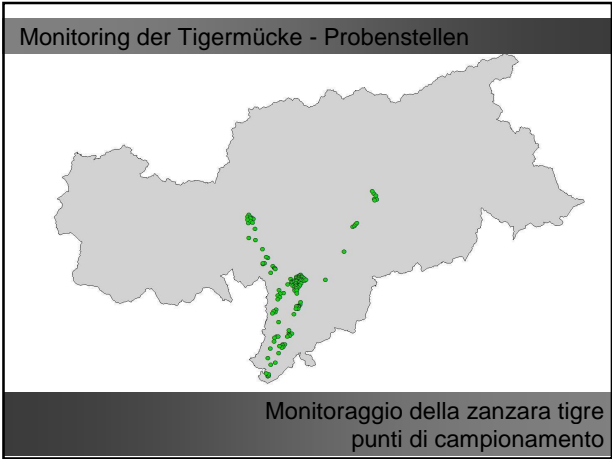 Monitoring der Tigermücke - Probenstellen
Monitoraggio della zanzara tigre
punti di campionamento